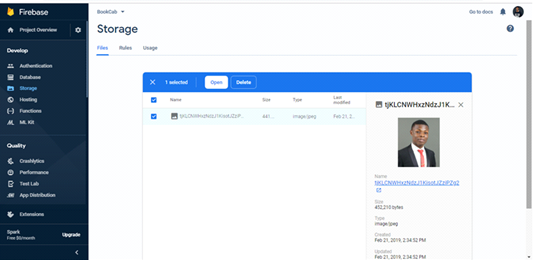 Firebase
Project Overview
Develop
Authentication
Database
Storage
Hosting
Functions
ML Kit
Quality
Crashlytics
Performance
Test Lab
App Distribution
Extensions
Spark
Free $0/month
Upgrade
BookCab
Go to docs
Storage
Files Rules Usage
1 selected Open Delete
Name Size Type Last modified
441... image/jpeg Feb 21, 2...
tjKLCNWHxzNdzJ1K...
Name
Size
452,210 bytes
Type
image/jpeg
Created
Feb 21, 2019, 2:34:52 PM
Updated
Feb 21, 2019, 2:34:52 PM